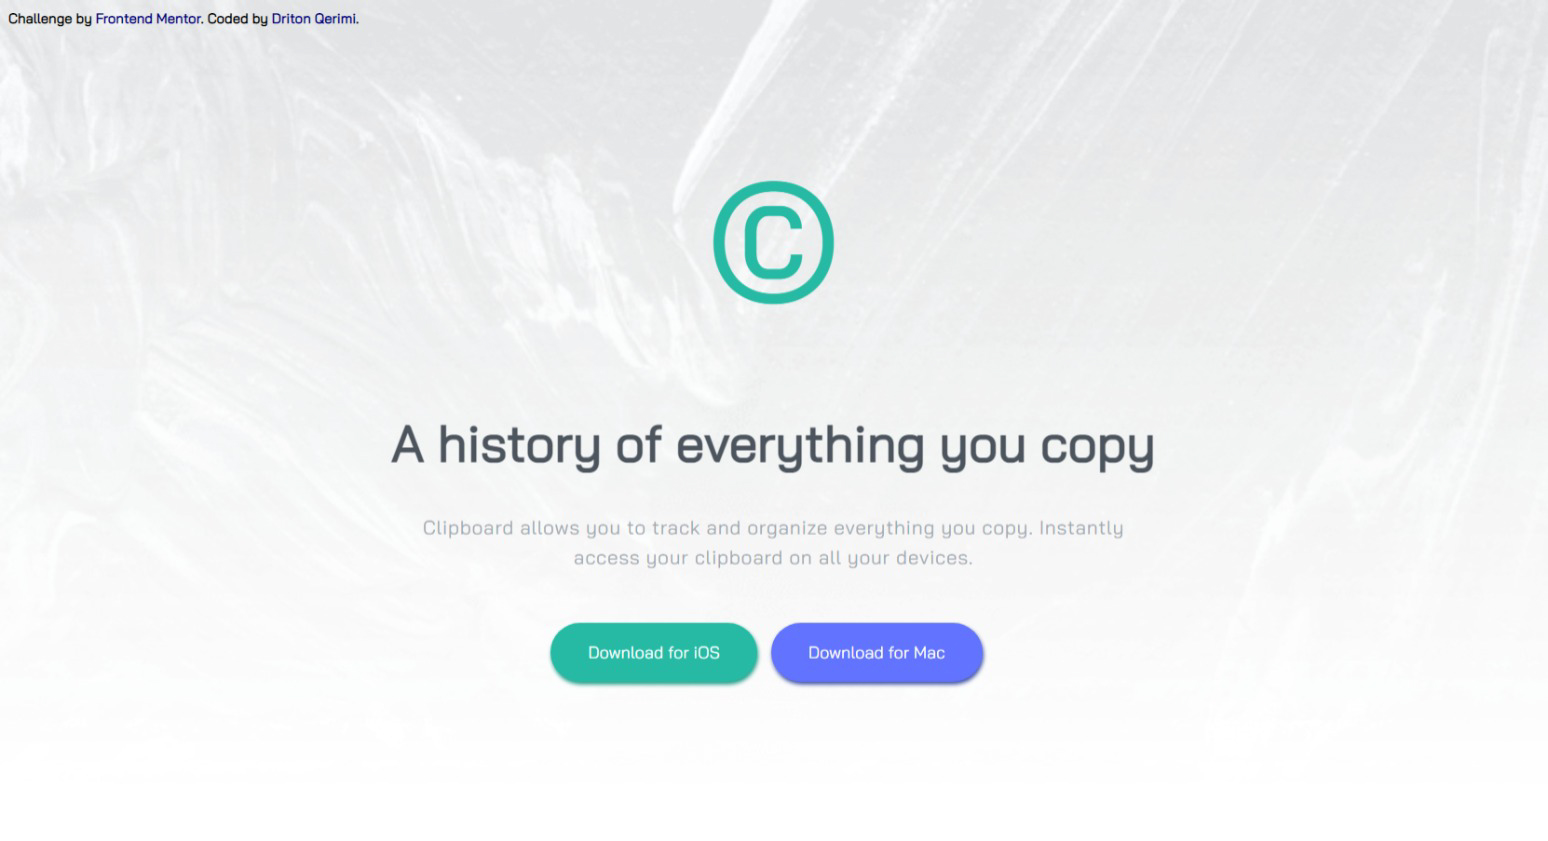 Challenge by Frontend Mentor. Coded by Driton Qerimi.
©
A history of everything you copy
Clipboard allows you to track and organize everything you copy. Instantly
access your clipboard on all your devices.
Download for iOS
Download for Mac